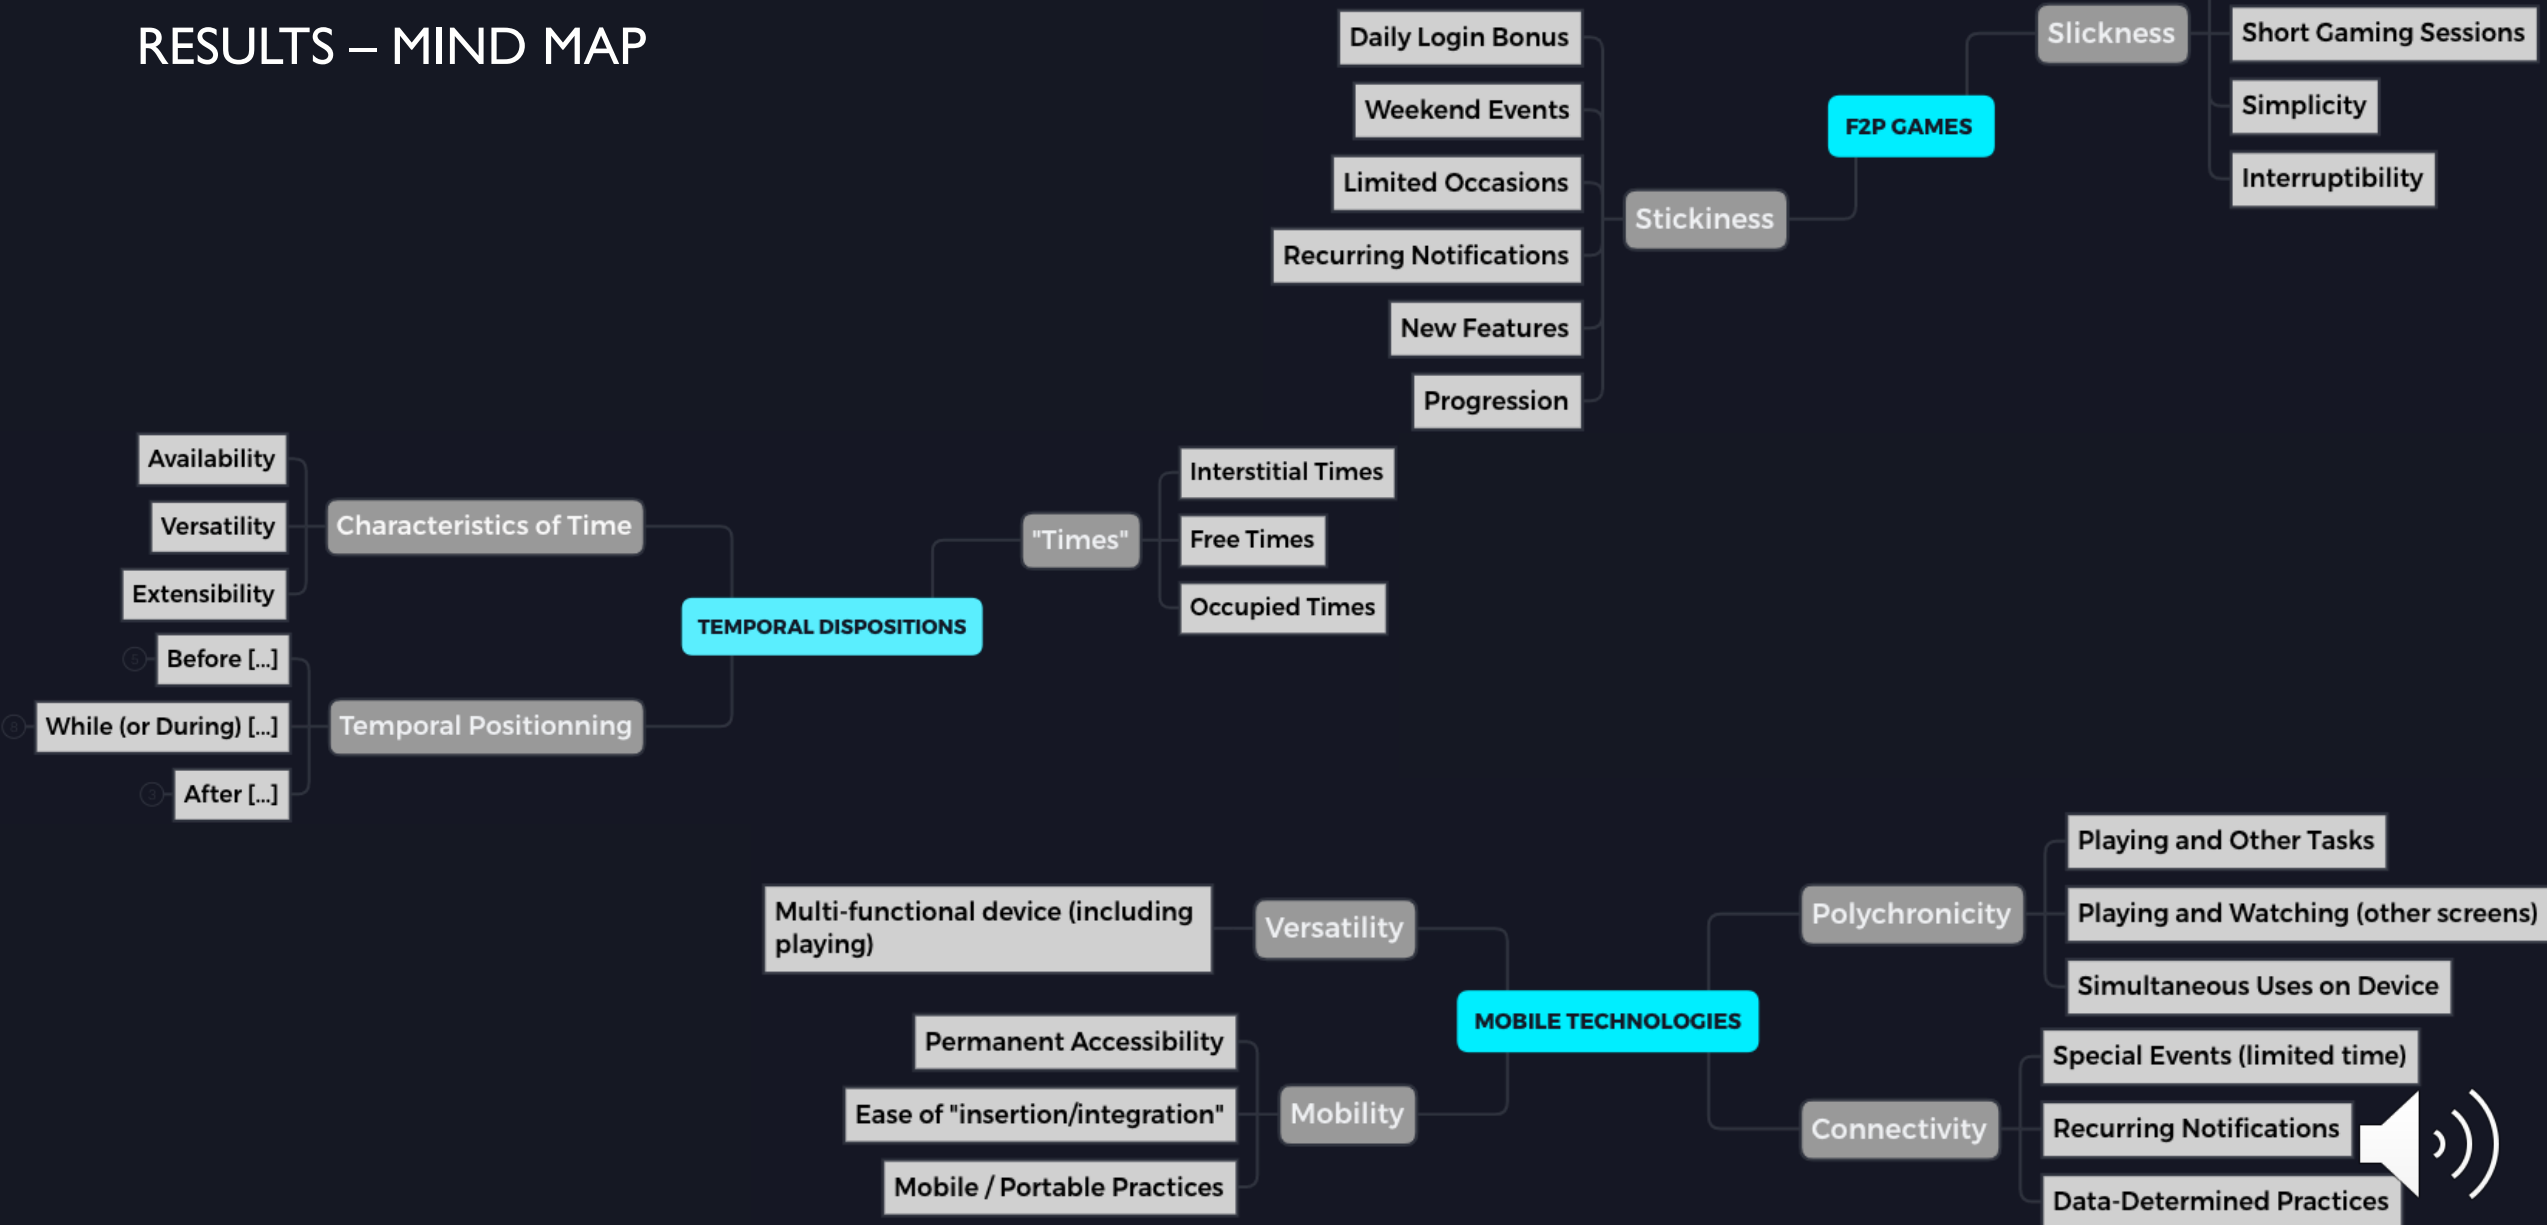 RESULTS – MIND MAP
Daily Login Bonus
Weekend Events
Limited Occasions
Recurring Notifications
New Features
Progression
Stickiness
F2P GAMES
Slickness
Short Gaming Sessions
Simplicity
Interruptibility
Availability
Versatility
Extensibility
Characteristics of Time
TEMPORAL DISPOSITIONS
"Times"
Interstitial Times
Free Times
Occupied Times
5
Before [...]
8
While (or During) [...]
3
After [...]
Temporal Positionning
Multi-functional device (including
playing)
Versatility
Permanent Accessibility
Ease of "insertion/integration"
Mobile / Portable Practices
Mobility
MOBILE TECHNOLOGIES
Polychronicity
Playing and Other Tasks
Playing and Watching (other screens)
Simultaneous Uses on Device
Connectivity
Special Events (limited time)
Recurring Notifications
Data-Determined Practices